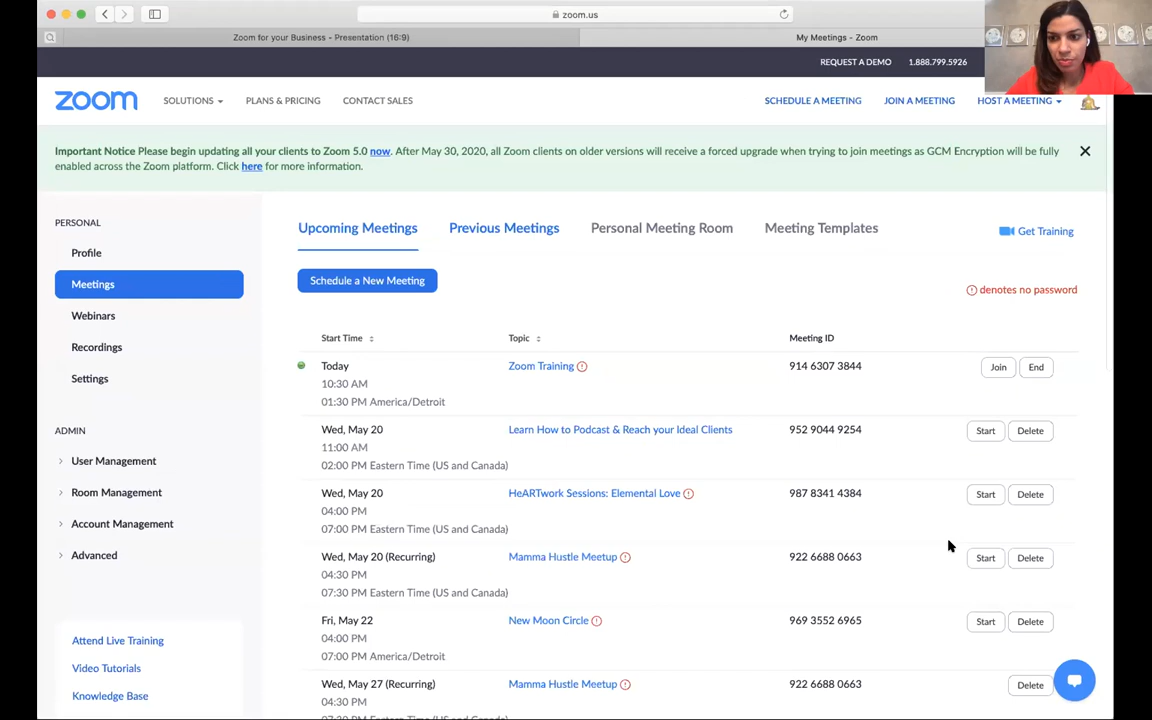 zoom.us
Zoom for your Business - Presentation (16:9)
My Meetings - Zoom
REQUEST A DEMO 1.888.799.5926
zoom SOLUTIONS PLANS & PRICING CONTACT SALES SCHEDULE A MEETING JOIN A MEETING HOST A MEETING
Important Notice Please begin updating all your clients to Zoom 5.0 now. After May 30, 2020, all Zoom clients on older versions will receive a forced upgrade when trying to join meetings as GCM Encryption will be fully
enabled across the Zoom platform. Click here for more information.
PERSONAL
Profile
Meetings
Webinars
Recordings
Settings
ADMIN
User Management
Room Management
Account Management
Advanced
Attend Live Training
Video Tutorials
Knowledge Base
Upcoming Meetings Previous Meetings Personal Meeting Room Meeting Templates
Get Training
Schedule a New Meeting
denotes no password
Start Time Topic Meeting ID
Today Zoom Training 914 6307 3844 Join End
10:30 AM
01:30 PM America/Detroit
Wed, May 20 Learn How to Podcast & Reach your Ideal Clients 952 9044 9254 Start Delete
11:00 AM
02:00 PM Eastern Time (US and Canada)
Wed, May 20 HeARTwork Sessions: Elemental Love 987 8341 4384 Start Delete
04:00 PM
07:00 PM Eastern Time (US and Canada)
Wed, May 20 (Recurring) Mamma Hustle Meetup 922 6688 0663 Start Delete
04:30 PM
07:30 PM Eastern Time (US and Canada)
Fri, May 22 New Moon Circle 969 3552 6965 Start Delete
04:00 PM
07:00 PM America/Detroit
Wed, May 27 (Recurring) Mamma Hustle Meetup 922 6688 0663 Delete
04:30 PM
07:30 PM Eastern Time (US and Canada)